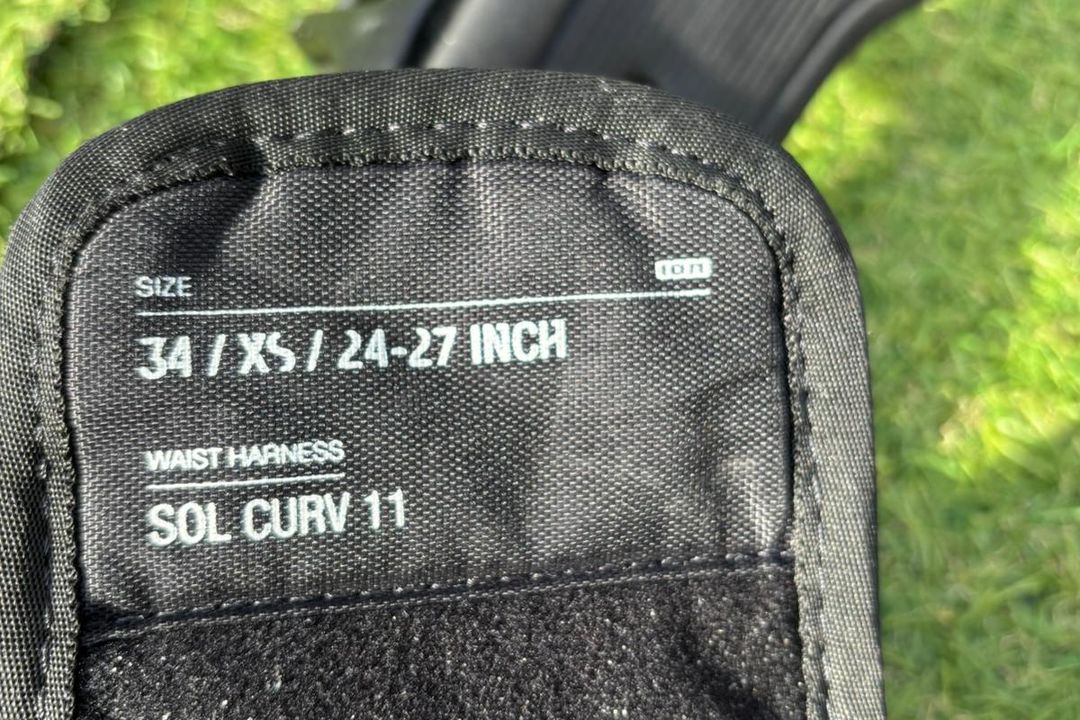 SIZE
ION
34 / XS / 24-27 INCH
WAIST HARNESS
SOL CURV 11